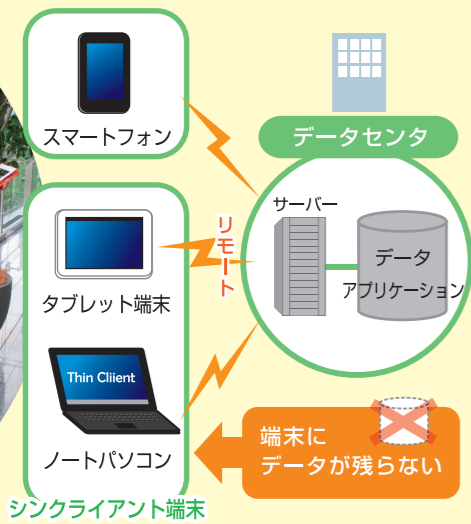 スマートフォン
データセンタ
サーバー
リモート
データ
アプリケーション
タブレット端末
Thin Cliient
ノートパソコン
端末に
データが残らない
シンクライアント端末